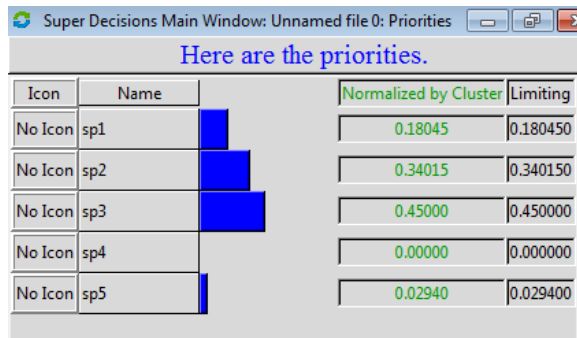 Super Decisions Main Window: Unnamed file 0: Priorities
Here are the priorities.
Icon Name Normalized by Cluster Limiting
No Icon sp1 0.18045 0.180450
No Icon sp2 0.34015 0.340150
No Icon sp3 0.45000 0.450000
No Icon sp4 0.00000 0.000000
No Icon sp5 0.02940 0.029400